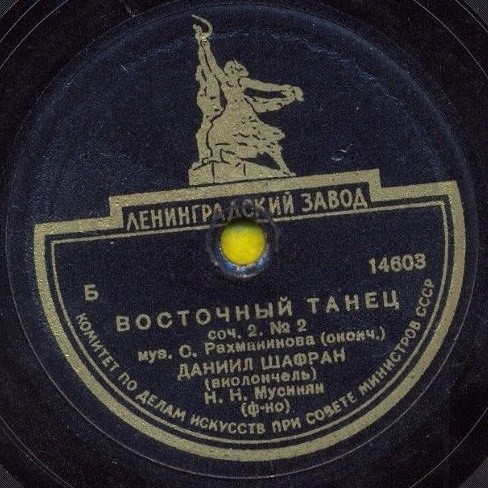 ЛЕНИНГРАДСКИЙ ЗАВОД
Б
14603
ВОСТОЧНЫЙ ТАНЕЦ
соч. 2. № 2
муз. С. Рахманинова (оконч.)
ДАНИИЛ ШАФРАН
(виолончель)
Н. Н. Мусинян
(ф-но)
КОМИТЕТ ПО ДЕЛАМ ИСКУССТВ ПРИ СОВЕТЕ МИНИСТРОВ СССР